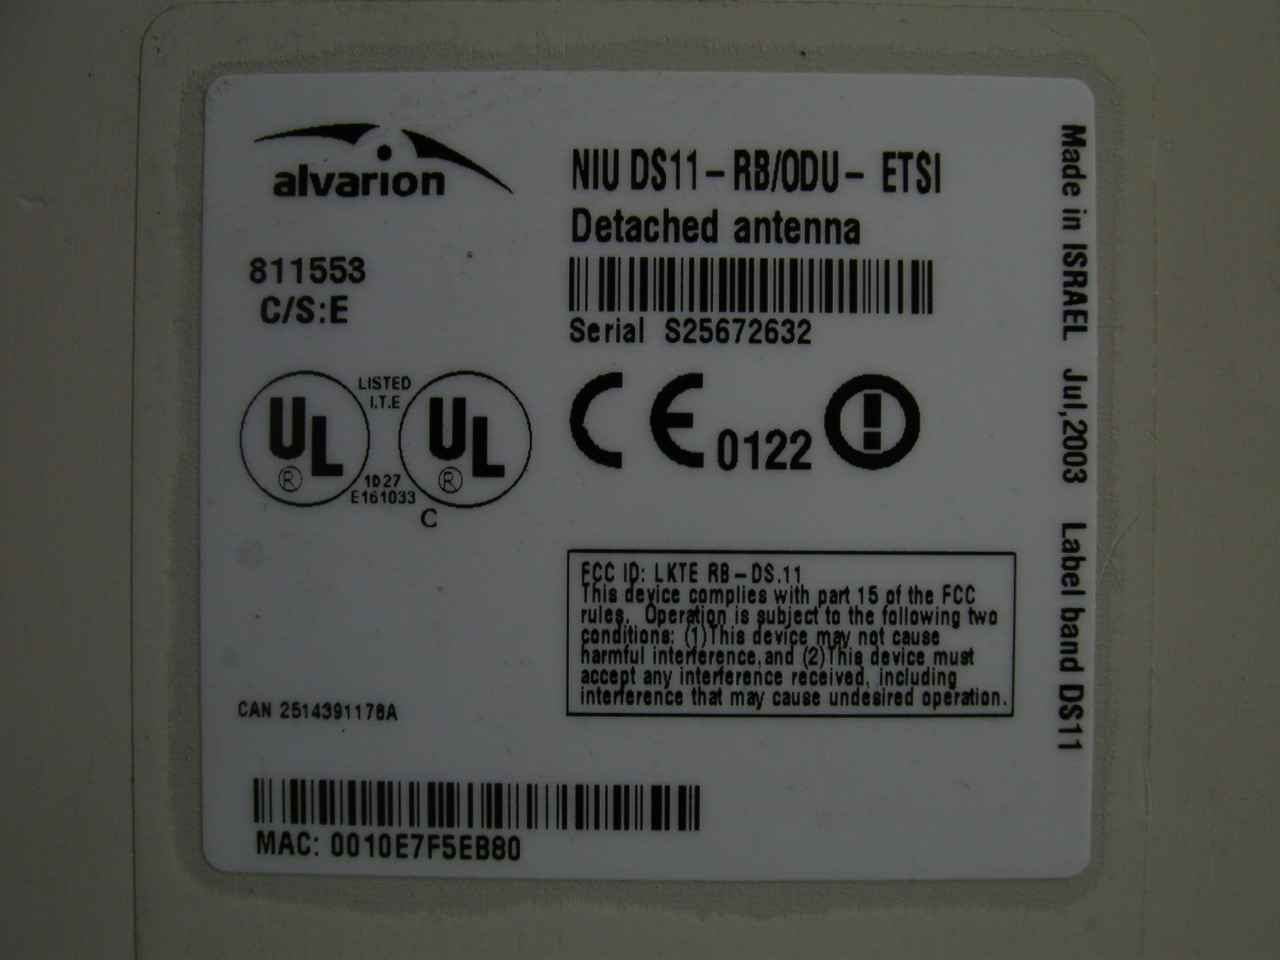 alvarion
NIU DS11-RB/ODU- ETSI
Detached antenna
811553
C/S:E
Serial S25672632
UL
LISTED
I.T.E
UL
®
1D27
E161033
®
C
CE 0122
FCC ID: LKTE RB-DS.11
This device complies with part 15 of the FCC
rules. Operation is subject to the following two
conditions: (1)This device may not cause
harmful interference,and (2)This device must
accept any interference received, including
interference that may cause undesired operation.
CAN 2514391178A
MAC: 0010E7F5EB80
Made in ISRAEL Jul,2003 Label band DS11